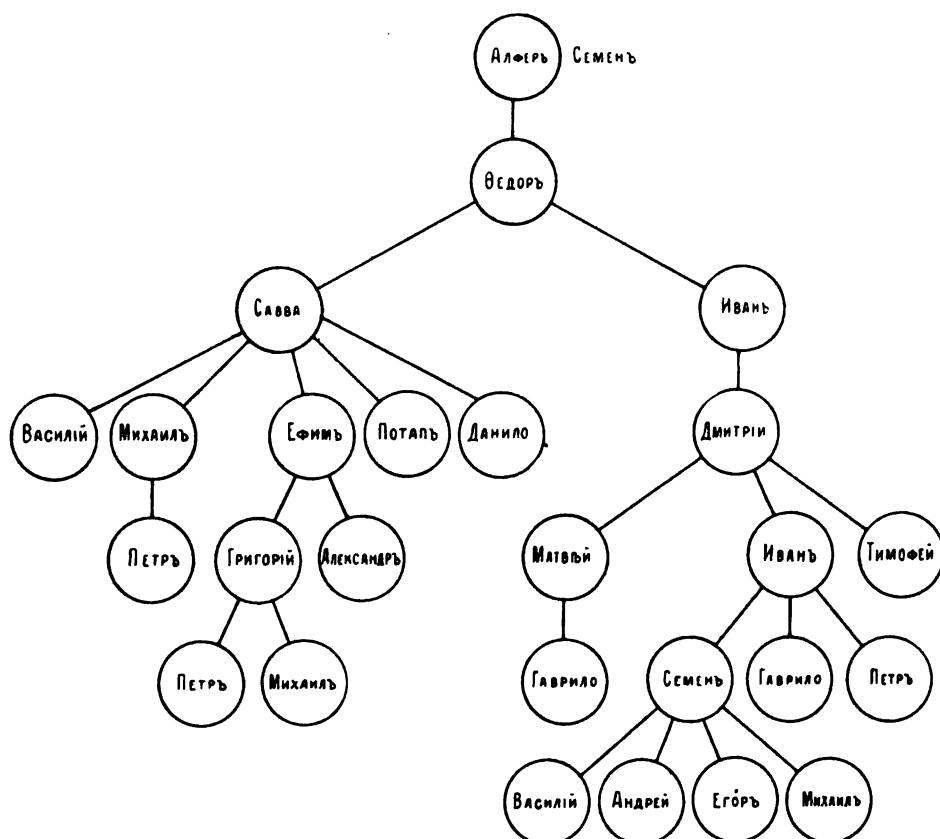 Алферъ Семенъ
Ѳедоръ
Савва
Иванъ
Василій Михаилъ Ефимъ Потапъ Данило Дмитріи
Петръ Григорій Александръ Матвѣй Иванъ Тимофей
Петръ Михаилъ Гаврило Семенъ Гаврило Петръ
Василій Андрей Егоръ Михаилъ